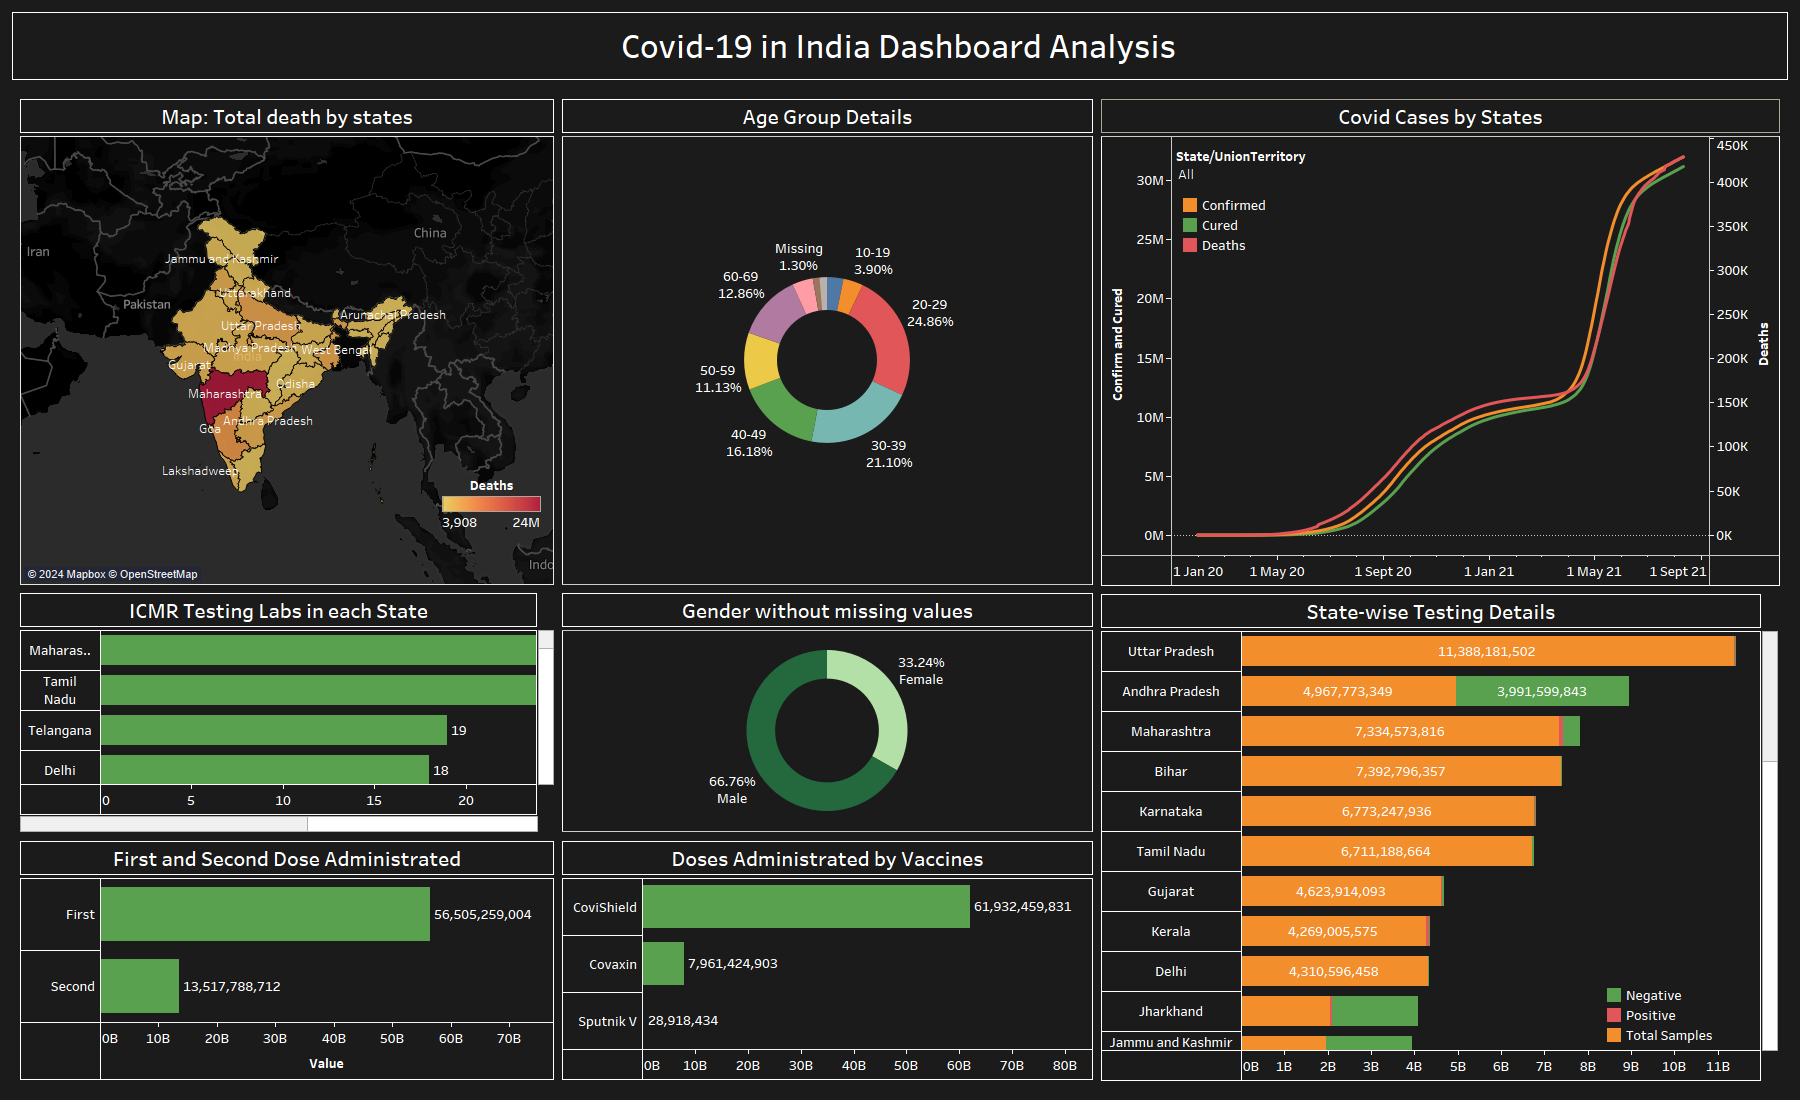 Covid-19 in India Dashboard Analysis
Map: Total death by states
Iran
China
Pakistan
Jammu and Kashmir
Uttarakhand
Arunachal Pradesh
Uttar Pradesh
Madhya Pradesh
West Bengal
India
Gujarat
Odisha
Maharashtra
Andhra Pradesh
Goa
Lakshadweep
Indo
Deaths
3,908
24M
© 2024 Mapbox © OpenStreetMap
Age Group Details
Missing
1.30%
10-19
3.90%
60-69
12.86%
20-29
24.86%
50-59
11.13%
40-49
16.18%
30-39
21.10%
Covid Cases by States
State/UnionTerritory
All
Confirmed
Cured
Deaths
Confirm and Cured
30M
25M
20M
15M
10M
5M
0M
450K
400K
350K
300K
250K
200K
150K
100K
50K
0K
Deaths
1 Jan 20
1 May 20
1 Sept 20
1 Jan 21
1 May 21
1 Sept 21
ICMR Testing Labs in each State
Maharas..
Tamil
Nadu
Telangana
19
Delhi
18
0
5
10
15
20
Gender without missing values
33.24%
Female
66.76%
Male
State-wise Testing Details
Uttar Pradesh
11,388,181,502
Andhra Pradesh
4,967,773,349
3,991,599,843
Maharashtra
7,334,573,816
Bihar
7,392,796,357
Karnataka
6,773,247,936
Tamil Nadu
6,711,188,664
Gujarat
4,623,914,093
Kerala
4,269,005,575
Delhi
4,310,596,458
Jharkhand
Jammu and Kashmir
Negative
Positive
Total Samples
0B
1B
2B
3B
4B
5B
6B
7B
8B
9B
10B
11B
First and Second Dose Administrated
First
56,505,259,004
Second
13,517,788,712
0B
10B
20B
30B
40B
50B
60B
70B
Value
Doses Administrated by Vaccines
CoviShield
61,932,459,831
Covaxin
7,961,424,903
Sputnik V
28,918,434
0B
10B
20B
30B
40B
50B
60B
70B
80B